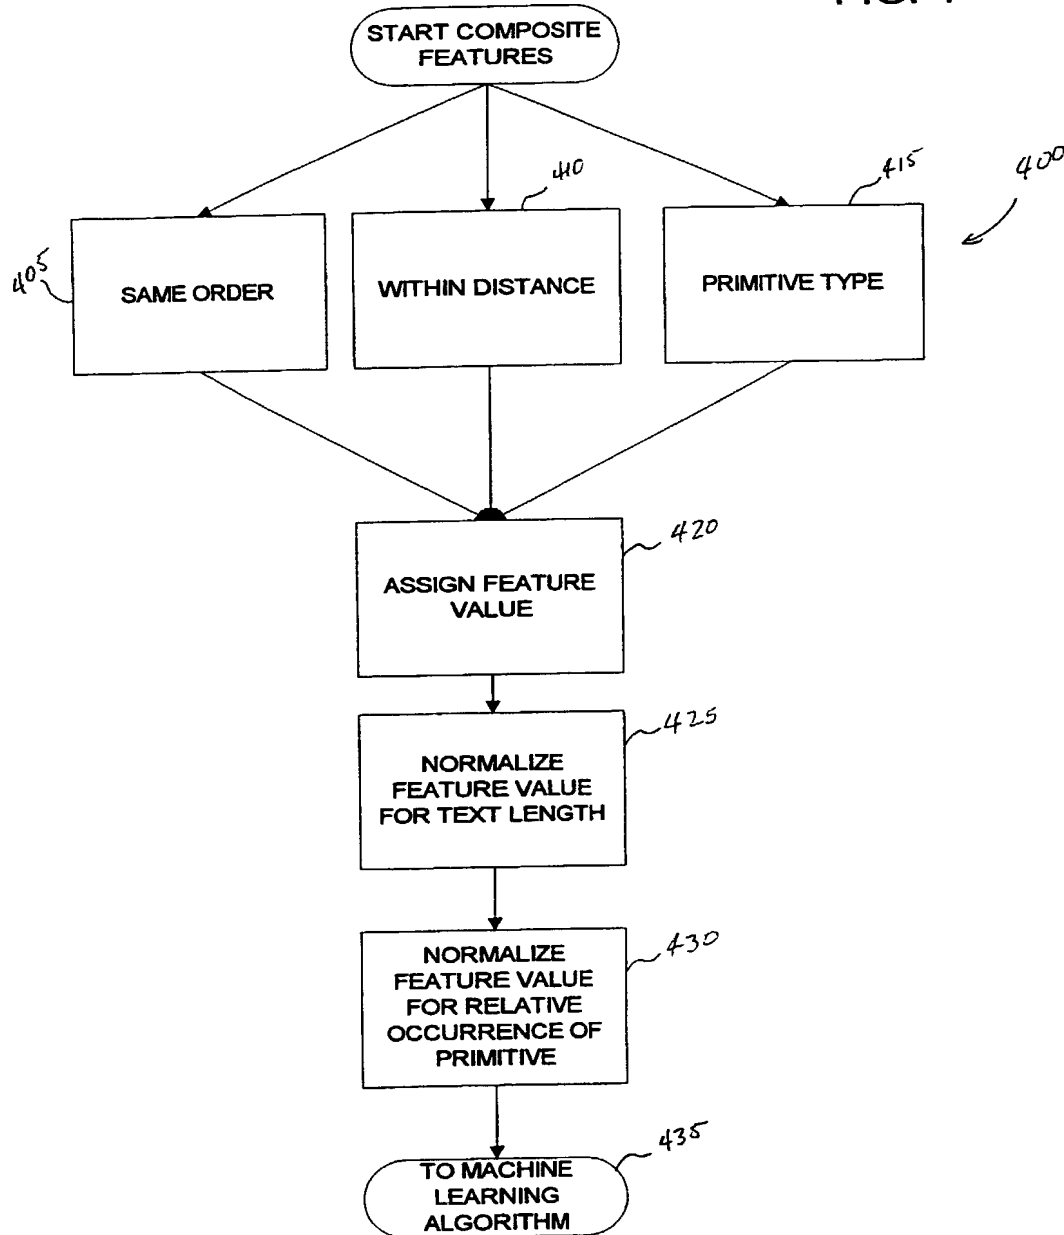 START COMPOSITE
FEATURES
410
415
400
405
SAME ORDER
WITHIN DISTANCE
PRIMITIVE TYPE
420
ASSIGN FEATURE
VALUE
425
NORMALIZE
FEATURE VALUE
FOR TEXT LENGTH
430
NORMALIZE
FEATURE VALUE
FOR RELATIVE
OCCURRENCE OF
PRIMITIVE
435
TO MACHINE
LEARNING
ALGORITHM